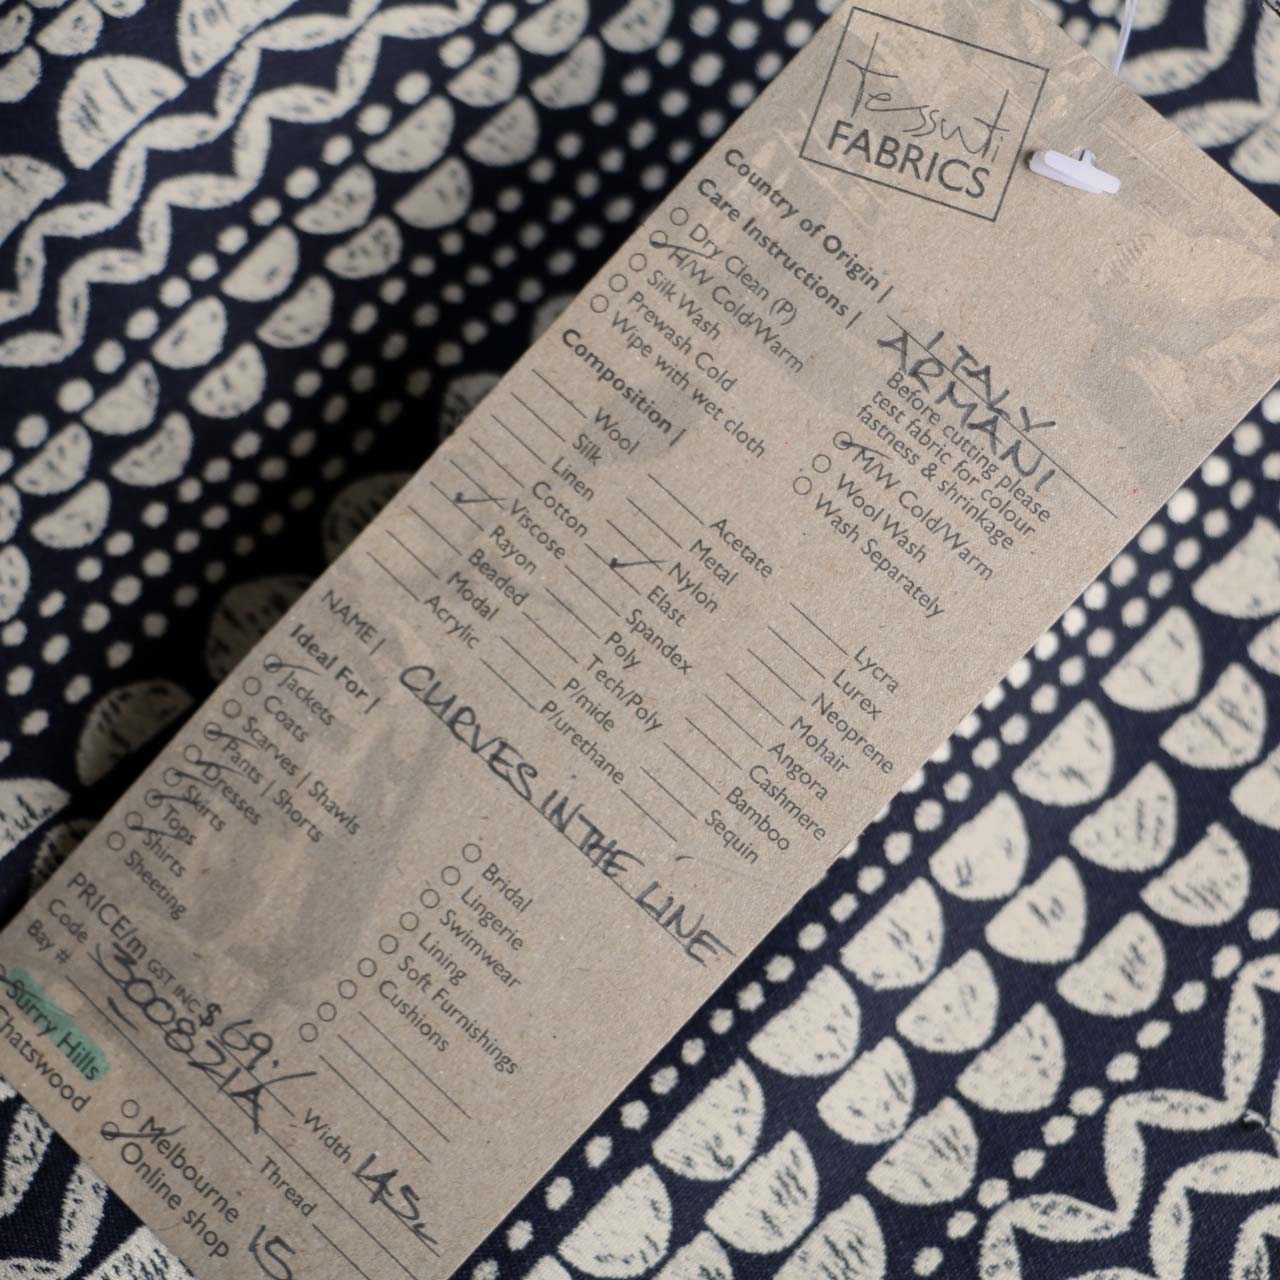 tessuti
FABRICS
Country of Origin | ITALY
ARMANI
Care Instructions | Before cutting please
test fabric for colour
fastness & shrinkage
Dry Clean (P)
H/W Cold/Warm
Silk Wash
Prewash Cold
Wipe with wet cloth
M/W Cold/Warm
Wool Wash
Wash Separately
Composition |
Wool
Silk
Linen
Cotton
Viscose
Rayon
Beaded
Modal
Acrylic
Acetate
Metal
Nylon
Elast
Spandex
Poly
Tech/Poly
P/mide
P/urethane
Lycra
Lurex
Neoprene
Mohair
Angora
Cashmere
Bamboo
Sequin
NAME | CURVES IN THE LINE
Ideal For |
Jackets
Coats
Scarves | Shawls
Pants | Shorts
Dresses
Skirts
Tops
Shirts
Sheeting
Bridal
Lingerie
Swimwear
Lining
Soft Furnishings
Cushions
PRICE/m GST INC $ 69. Width 145
Code 300821A Thread
Bay # 15
Surry Hills
Chatswood
Melbourne
Online shop